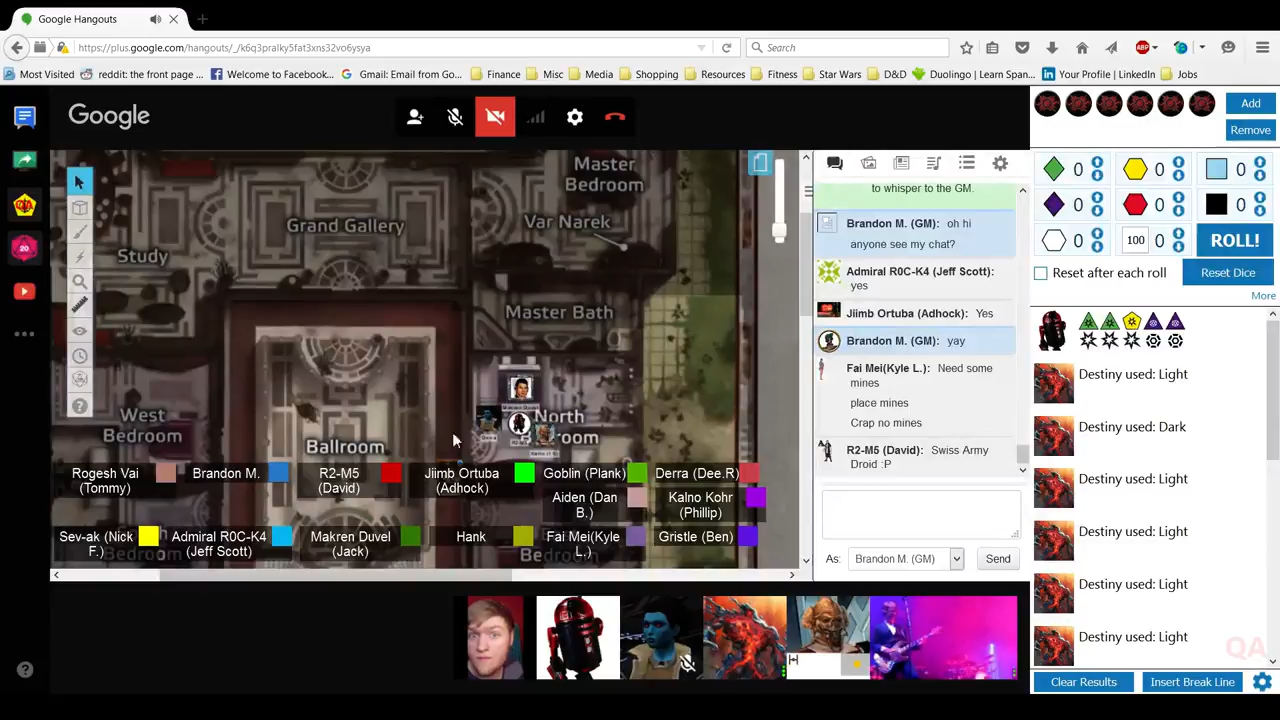 Google Hangouts
https://plus.google.com/hangouts/_/k6q3pralky5fat3xns32vo6ysya
Search
ABP
Most Visited
reddit: the front page ...
Welcome to Facebook...
Gmail: Email from Go...
Finance
Misc
Media
Shopping
Resources
Fitness
Star Wars
D&D
Duolingo | Learn Span...
Your Profile | LinkedIn
Jobs
Google
Master
Bedroom
Var Narek
Grand Gallery
Study
Master Bath
North
West
Bedroom
Ballroom
Rogesh Vai
(Tommy)
Brandon M.
R2-M5
(David)
Jiimb Ortuba
(Adhock)
Goblin (Plank)
Derra (Dee.R)
Aiden (Dan
B.)
Kalno Kohr
(Phillip)
Sev-ak (Nick
F.)
Admiral R0C-K4
(Jeff Scott)
Makren Duvel
(Jack)
Hank
Fai Mei(Kyle
L.)
Gristle (Ben)
to whisper to the GM.
Brandon M. (GM): oh hi
anyone see my chat?
Admiral R0C-K4 (Jeff Scott):
yes
Jiimb Ortuba (Adhock): Yes
Brandon M. (GM): yay
Fai Mei(Kyle L.): Need some
mines
place mines
Crap no mines
R2-M5 (David): Swiss Army
Droid :P
As:
Brandon M. (GM)
Send
Add
Remove
0
0
0
0
0
0
0
100
0
ROLL!
Reset after each roll
Reset Dice
More
Destiny used: Light
Destiny used: Dark
Destiny used: Light
Destiny used: Light
Destiny used: Light
Destiny used: Light
QA
Clear Results
Insert Break Line